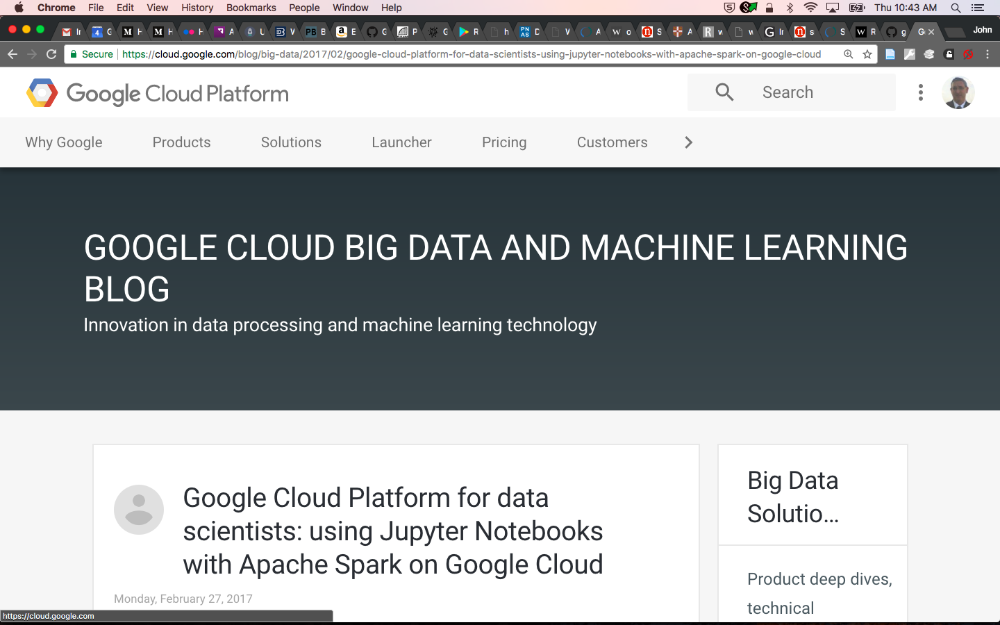 Chrome File Edit View History Bookmarks People Window Help Thu 10:43 AM
John
Secure https://cloud.google.com/blog/big-data/2017/02/google-cloud-platform-for-data-scientists-using-jupyter-notebooks-with-apache-spark-on-google-cloud
Google Cloud Platform
Search
Why Google Products Solutions Launcher Pricing Customers
GOOGLE CLOUD BIG DATA AND MACHINE LEARNING
BLOG
Innovation in data processing and machine learning technology
Google Cloud Platform for data
scientists: using Jupyter Notebooks
with Apache Spark on Google Cloud
Monday, February 27, 2017
Big Data
Solutio...
Product deep dives,
technical
https://cloud.google.com